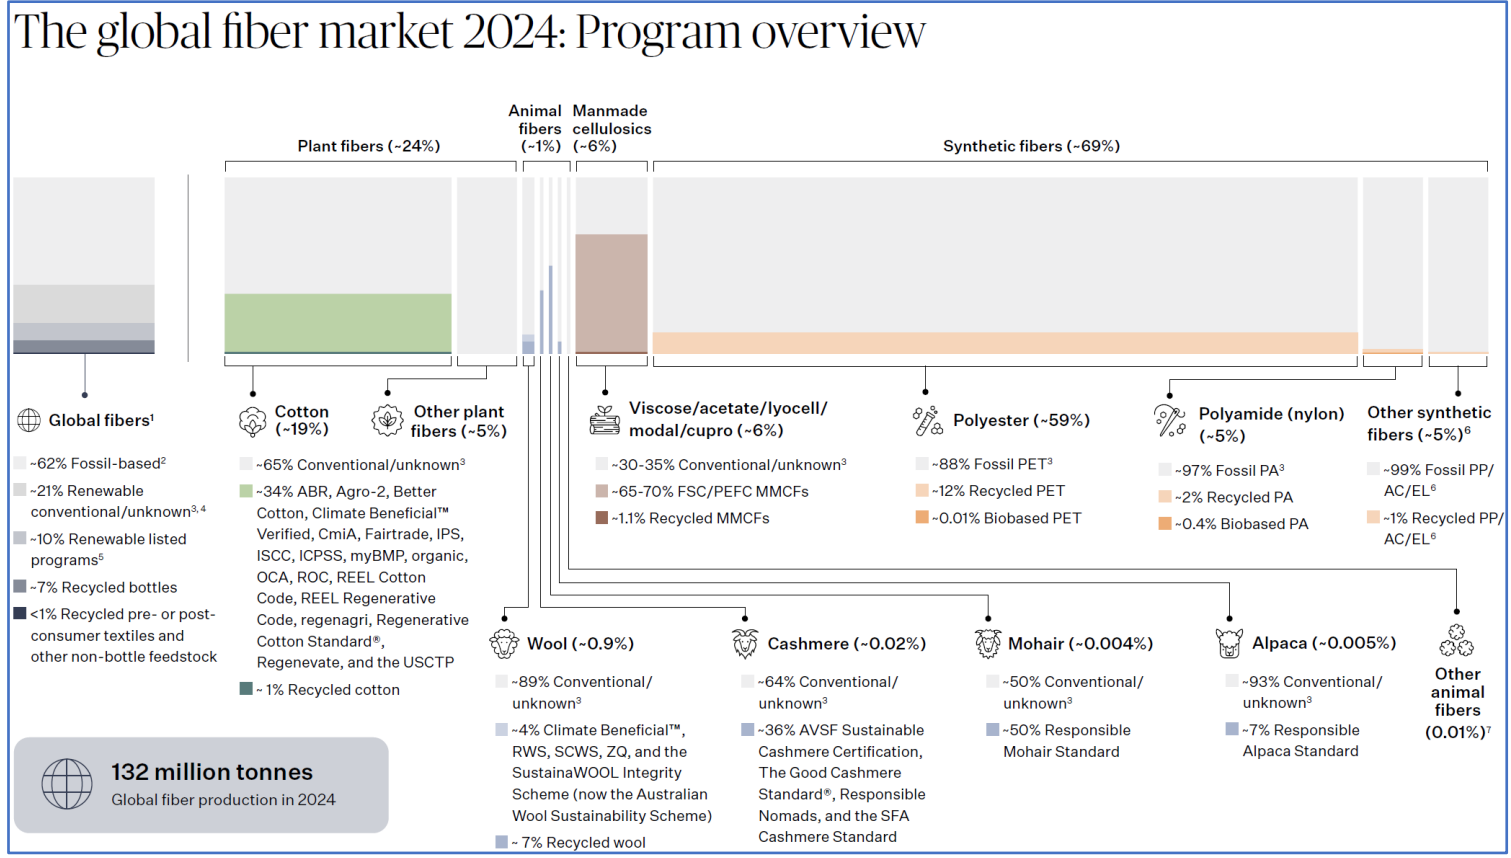 The global fiber market 2024: Program overview
Plant fibers (~24%)
Animal
fibers
(~1%)
Manmade
cellulosics
(~6%)
Synthetic fibers (~69%)
Global fibers¹
~62% Fossil-based²
~21% Renewable
conventional/unknown³,⁴
~10% Renewable listed
programs⁵
~7% Recycled bottles
<1% Recycled pre- or post-
consumer textiles and
other non-bottle feedstock
Cotton
(~19%)
~65% Conventional/unknown³
~34% ABR, Agro-2, Better
Cotton, Climate Beneficial™
Verified, CmiA, Fairtrade, IPS,
ISCC, ICPSS, myBMP, organic,
OCA, ROC, REEL Cotton
Code, REEL Regenerative
Code, regenagri, Regenerative
Cotton Standard®,
Regenevate, and the USCTP
~ 1% Recycled cotton
Other plant
fibers (~5%)
Viscose/acetate/lyocell/
modal/cupro (~6%)
~30-35% Conventional/unknown³
~65-70% FSC/PEFC MMCFs
~1.1% Recycled MMCFs
Polyester (~59%)
~88% Fossil PET³
~12% Recycled PET
~0.01% Biobased PET
Polyamide (nylon)
(~5%)
~97% Fossil PA³
~2% Recycled PA
~0.4% Biobased PA
Other synthetic
fibers (~5%)⁶
~99% Fossil PP/
AC/EL⁶
~1% Recycled PP/
AC/EL⁶
Wool (~0.9%)
~89% Conventional/
unknown³
~4% Climate Beneficial™,
RWS, SCWS, ZQ, and the
SustainaWOOL Integrity
Scheme (now the Australian
Wool Sustainability Scheme)
~ 7% Recycled wool
Cashmere (~0.02%)
~64% Conventional/
unknown³
~36% AVSF Sustainable
Cashmere Certification,
The Good Cashmere
Standard®, Responsible
Nomads, and the SFA
Cashmere Standard
Mohair (~0.004%)
~50% Conventional/
unknown³
~50% Responsible
Mohair Standard
Alpaca (~0.005%)
~93% Conventional/
unknown³
~7% Responsible
Alpaca Standard
Other
animal
fibers
(0.01%)⁷
132 million tonnes
Global fiber production in 2024